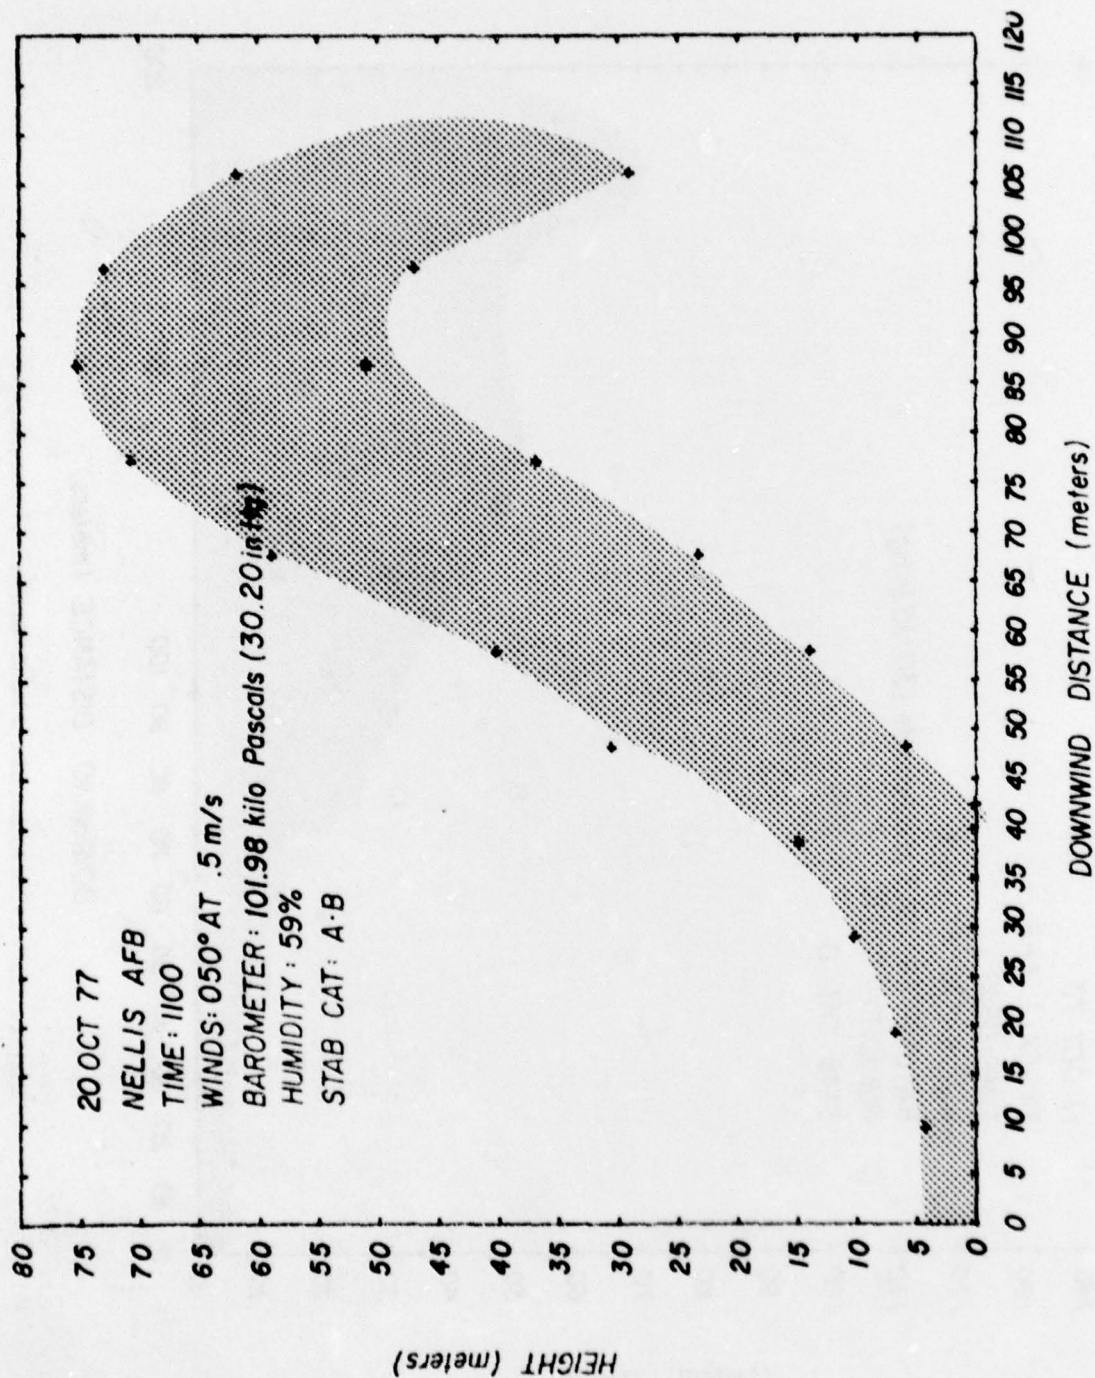 20 OCT 77
NELLIS AFB
TIME: 1100
WINDS: 050° AT .5 m/s
BAROMETER: 101.98 kilo Pascals (30.20 in Hg)
HUMIDITY: 59%
STAB CAT: A-B
HEIGHT (meters)
80
75
70
65
60
55
50
45
40
35
30
25
20
15
10
5
0
0 5 10 15 20 25 30 35 40 45 50 55 60 65 70 75 80 85 90 95 100 105 110 115 120
DOWNWIND DISTANCE (meters)